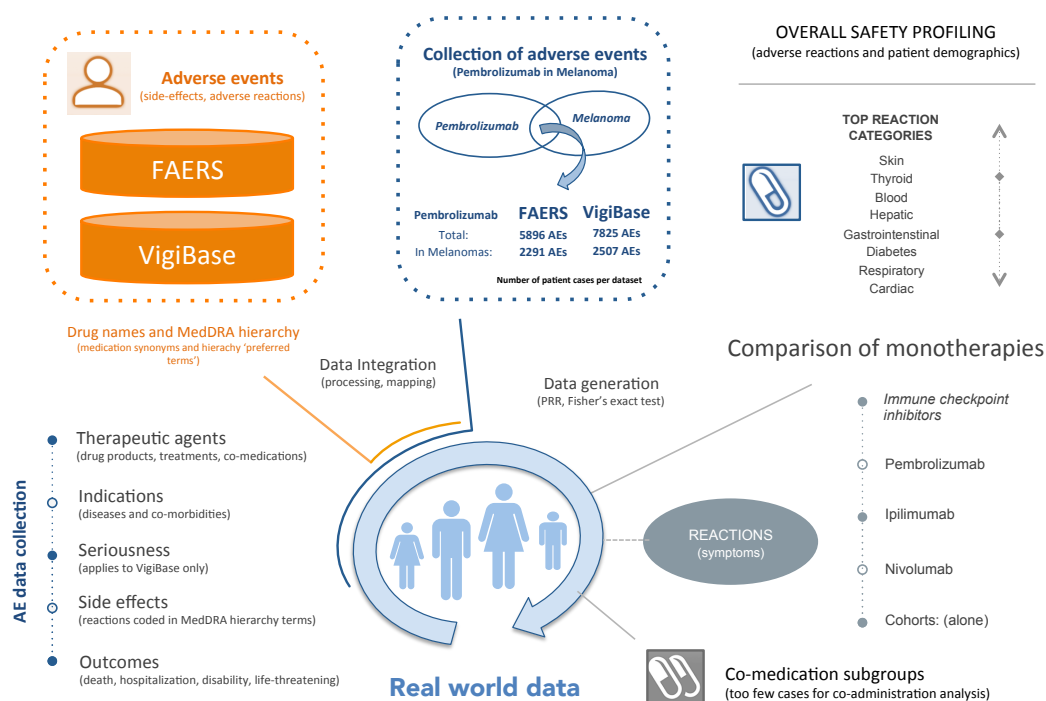 Adverse events
(side-effects, adverse reactions)
FAERS
VigiBase
Drug names and MedDRA hierarchy
(medication synonyms and hierachy ‘preferred
terms’)
Collection of adverse events
(Pembrolizumab in Melanoma)
Pembrolizumab
Melanoma
Pembrolizumab FAERS VigiBase
Total: 5896 AEs 7825 AEs
In Melanomas: 2291 AEs 2507 AEs
Number of patient cases per dataset
OVERALL SAFETY PROFILING
(adverse reactions and patient demographics)
TOP REACTION
CATEGORIES
Skin
Thyroid
Blood
Hepatic
Gastrointenstinal
Diabetes
Respiratory
Cardiac
Data Integration
(processing, mapping)
Data generation
(PRR, Fisher’s exact test)
Comparison of monotherapies
Immune checkpoint
inhibitors
Pembrolizumab
Ipilimumab
Nivolumab
Cohorts: (alone)
AE data collection
Therapeutic agents
(drug products, treatments, co-medications)
Indications
(diseases and co-morbidities)
Seriousness
(applies to VigiBase only)
Side effects
(reactions coded in MedDRA hierarchy terms)
Outcomes
(death, hospitalization, disability, life-threatening)
REACTIONS
(symptoms)
Real world data
Co-medication subgroups
(too few cases for co-administration analysis)